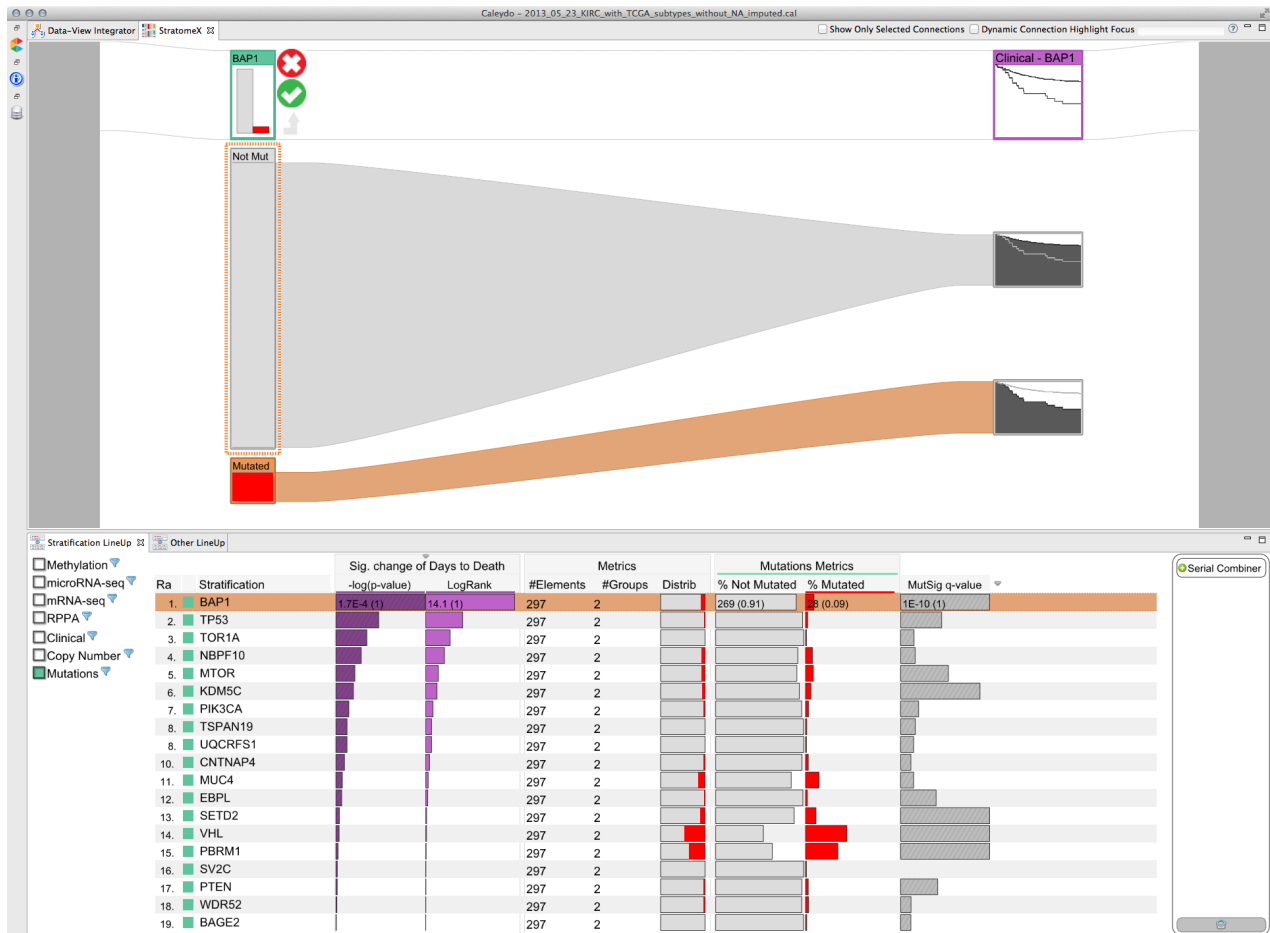 Caleydo – 2013_05_23_KIRC_with_TCGA_subtypes_without_NA_imputed.cal
Data-View Integrator StratomeX Show Only Selected Connections Dynamic Connection Highlight Focus
BAP1 Clinical - BAP1
Not Mut
Mutated
Stratification LineUp Other LineUp
Methylation
microRNA-seq
mRNA-seq
RPPA
Clinical
Copy Number
Mutations
Sig. change of Days to Death Metrics Mutations Metrics
Ra Stratification -log(p-value) LogRank #Elements #Groups Distrib % Not Mutated % Mutated MutSig q-value
1. BAP1 1.7E-4 (1) 14.1 (1) 297 2 269 (0.91) 28 (0.09) 1E-10 (1)
2. TP53 297 2
3. TOR1A 297 2
4. NBPF10 297 2
5. MTOR 297 2
6. KDM5C 297 2
7. PIK3CA 297 2
8. TSPAN19 297 2
8. UQCRFS1 297 2
10. CNTNAP4 297 2
11. MUC4 297 2
12. EBPL 297 2
13. SETD2 297 2
14. VHL 297 2
15. PBRM1 297 2
16. SV2C 297 2
17. PTEN 297 2
18. WDR52 297 2
19. BAGE2 297 2
Serial Combiner